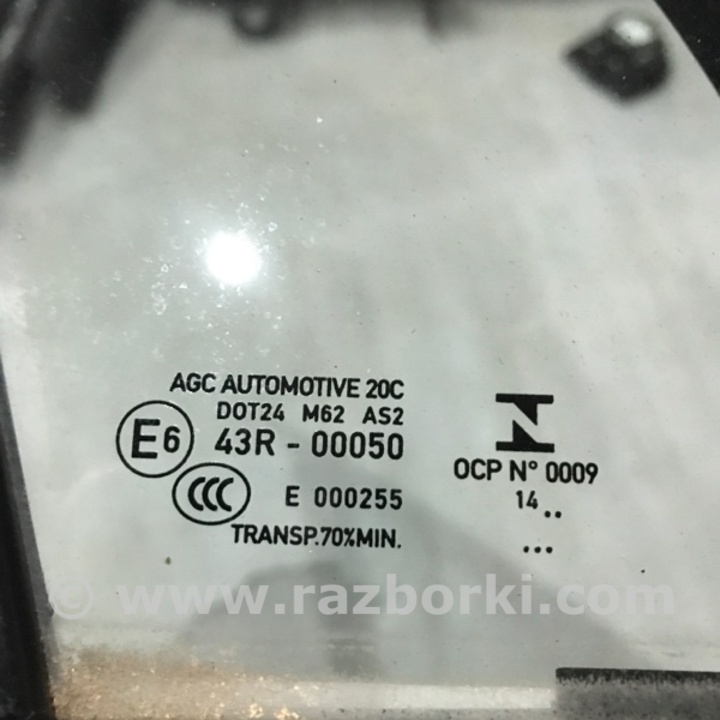 AGC AUTOMOTIVE 20C
DOT24 M62 AS2
E6 43R - 00050
CCC E 000255
TRANSP.70%MIN.
OCP N° 0009
14 ..
...
© www.razborki.com